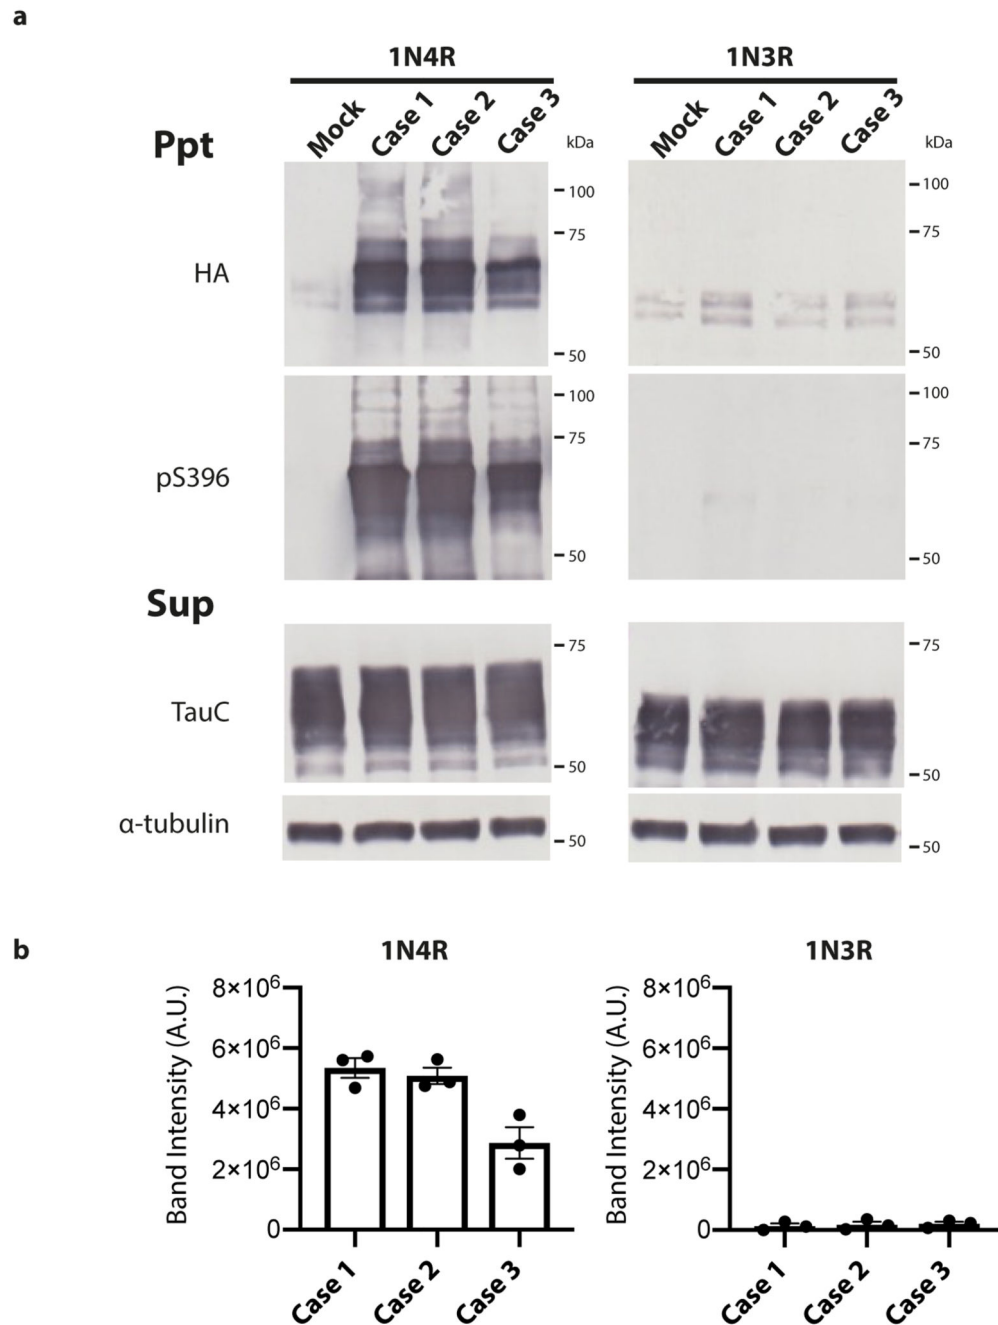 a
1N4R 1N3R
Mock Case 1 Case 2 Case 3 kDa Mock Case 1 Case 2 Case 3 kDa
Ppt
HA
100 100
75 75
50 50
pS396
100 100
75 75
50 50
Sup
TauC
75 75
50 50
α-tubulin
50 50
b
1N4R 1N3R
Band Intensity (A.U.) Band Intensity (A.U.)
8×10⁶ 8×10⁶
6×10⁶ 6×10⁶
4×10⁶ 4×10⁶
2×10⁶ 2×10⁶
0 0
Case 1 Case 2 Case 3 Case 1 Case 2 Case 3